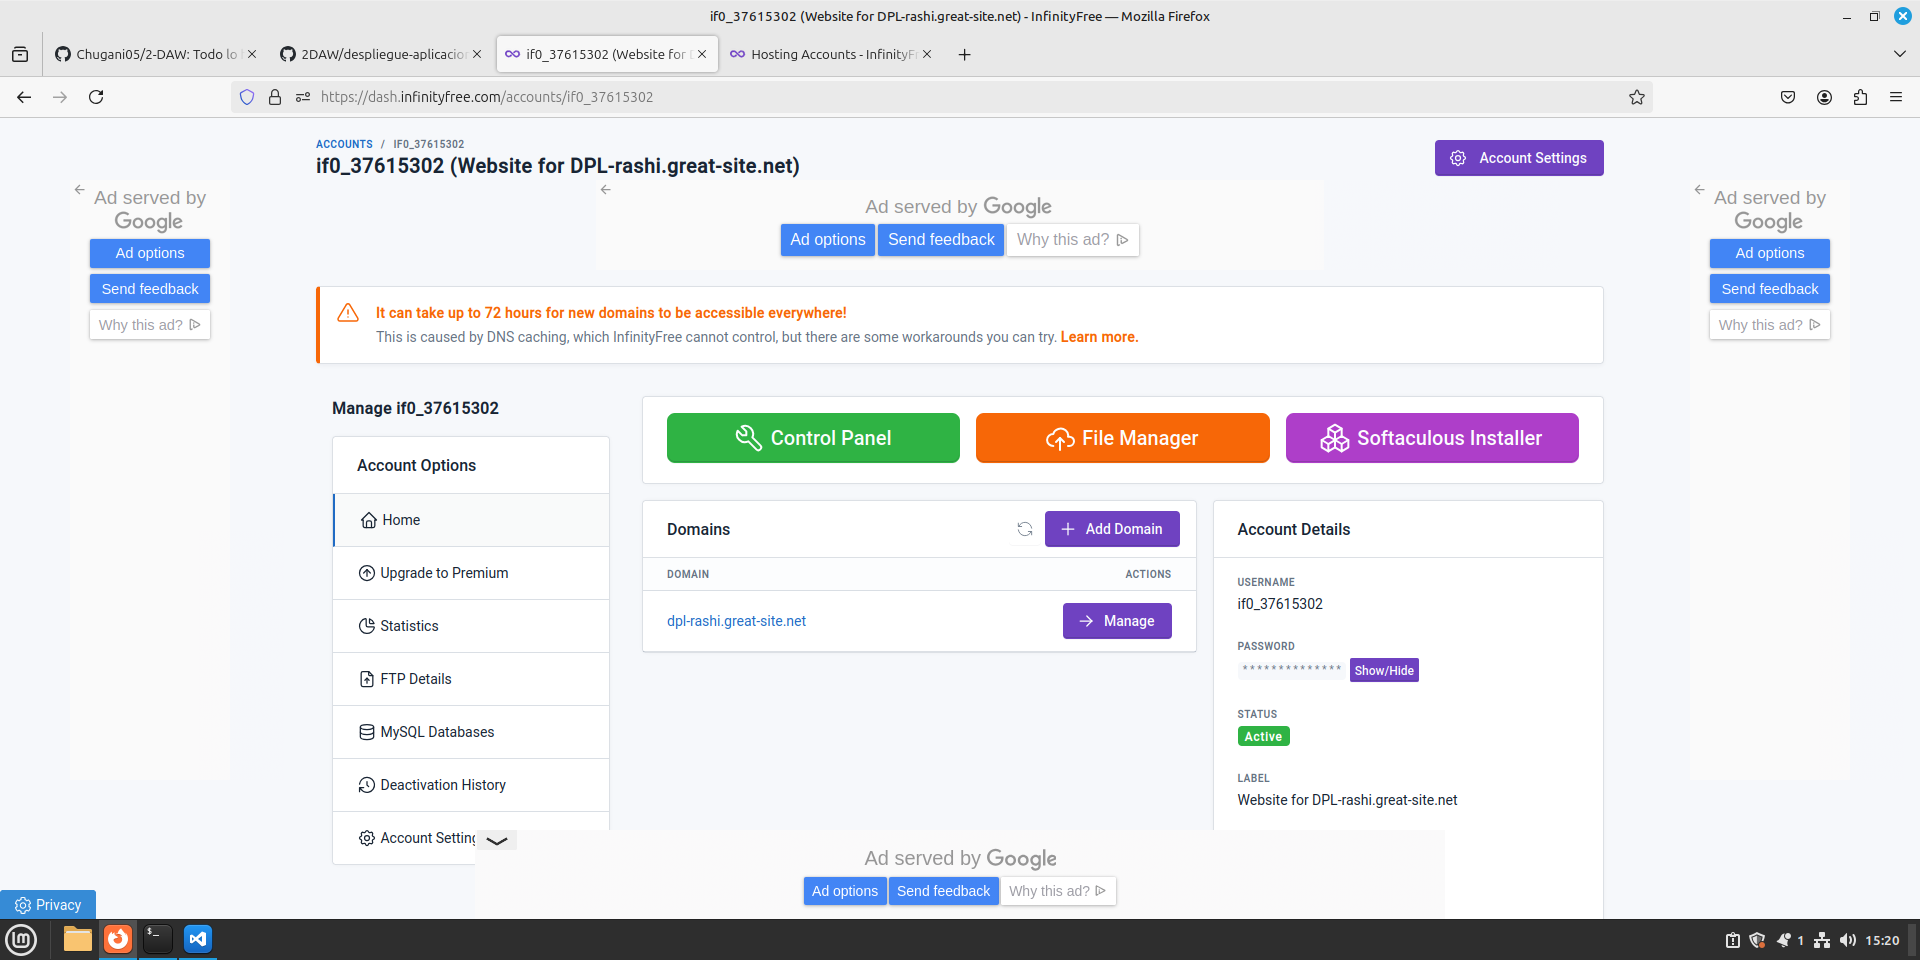 if0_37615302 (Website for DPL-rashi.great-site.net) - InfinityFree — Mozilla Firefox
Chugani05/2-DAW: Todo lo
2DAW/despliegue-aplicacion
if0_37615302 (Website for D
Hosting Accounts - InfinityFr
https://dash.infinityfree.com/accounts/if0_37615302
ACCOUNTS / IF0_37615302
if0_37615302 (Website for DPL-rashi.great-site.net)
Account Settings
Ad served by
Google
Ad options
Send feedback
Why this ad?
Ad served by Google
Ad options Send feedback Why this ad?
Ad served by
Google
Ad options
Send feedback
Why this ad?
It can take up to 72 hours for new domains to be accessible everywhere!
This is caused by DNS caching, which InfinityFree cannot control, but there are some workarounds you can try. Learn more.
Manage if0_37615302
Account Options
Home
Upgrade to Premium
Statistics
FTP Details
MySQL Databases
Deactivation History
Account Setting
Control Panel
File Manager
Softaculous Installer
Domains
Add Domain
DOMAIN ACTIONS
dpl-rashi.great-site.net Manage
Account Details
USERNAME
if0_37615302
PASSWORD
************** Show/Hide
STATUS
Active
LABEL
Website for DPL-rashi.great-site.net
Ad served by Google
Ad options Send feedback Why this ad?
Privacy
1 15:20